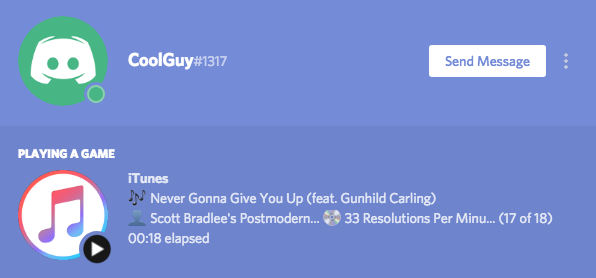 CoolGuy#1317
Send Message
PLAYING A GAME
iTunes
🎶 Never Gonna Give You Up (feat. Gunhild Carling)
👤 Scott Bradlee's Postmodern... 💿 33 Resolutions Per Minu... (17 of 18)
00:18 elapsed